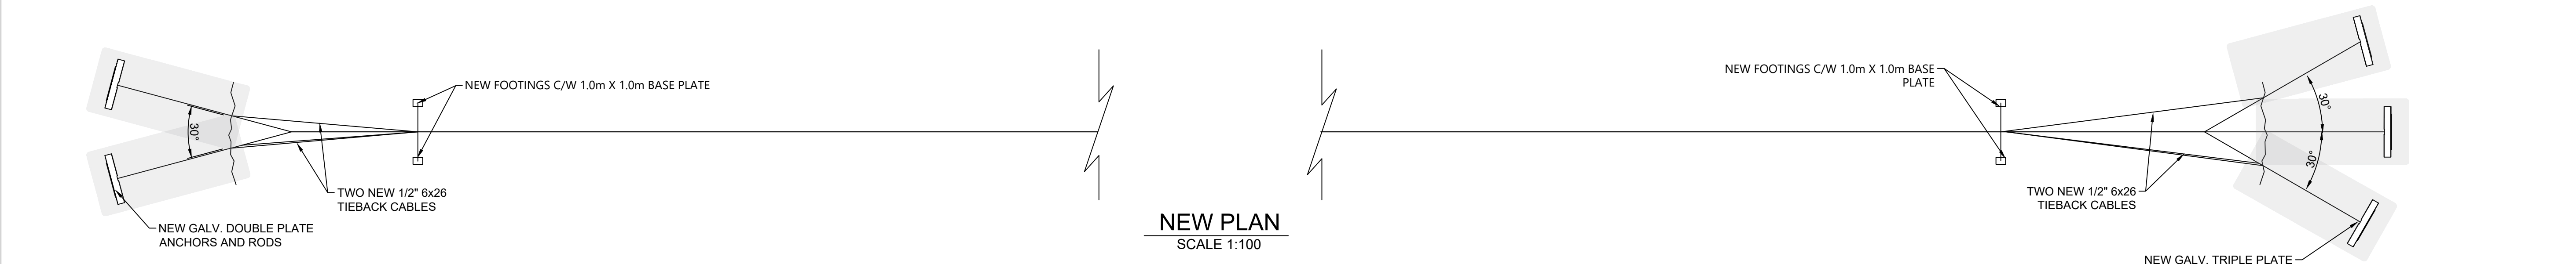 NEW FOOTINGS C/W 1.0m X 1.0m BASE PLATE
30°
TWO NEW 1/2" 6x26
TIEBACK CABLES
NEW GALV. DOUBLE PLATE
ANCHORS AND RODS
NEW PLAN
SCALE 1:100
NEW FOOTINGS C/W 1.0m X 1.0m BASE
PLATE
30°
30°
TWO NEW 1/2" 6x26
TIEBACK CABLES
NEW GALV. TRIPLE PLATE